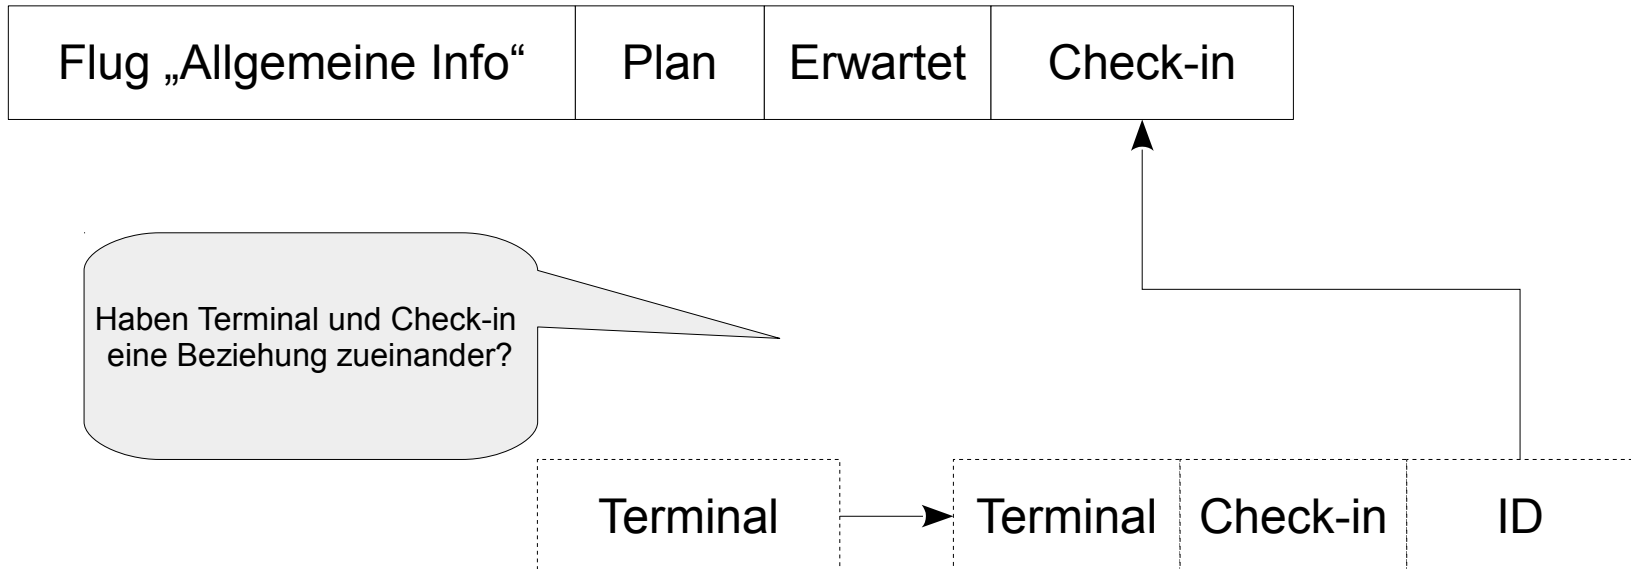 Flug „Allgemeine Info“ Plan Erwartet Check-in
Haben Terminal und Check-in
eine Beziehung zueinander?
Terminal Terminal Check-in ID